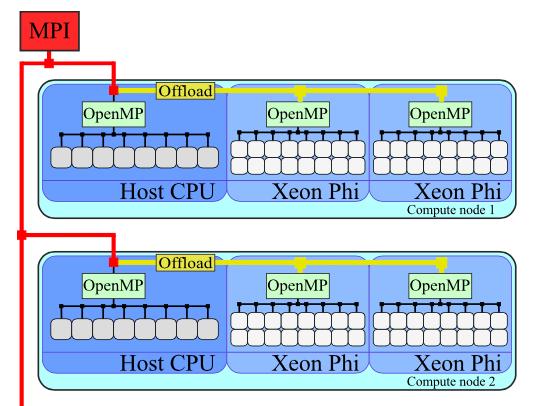 MPI
Offload
OpenMP
OpenMP
OpenMP
Host CPU
Xeon Phi
Xeon Phi
Compute node 1
Offload
OpenMP
OpenMP
OpenMP
Host CPU
Xeon Phi
Xeon Phi
Compute node 2